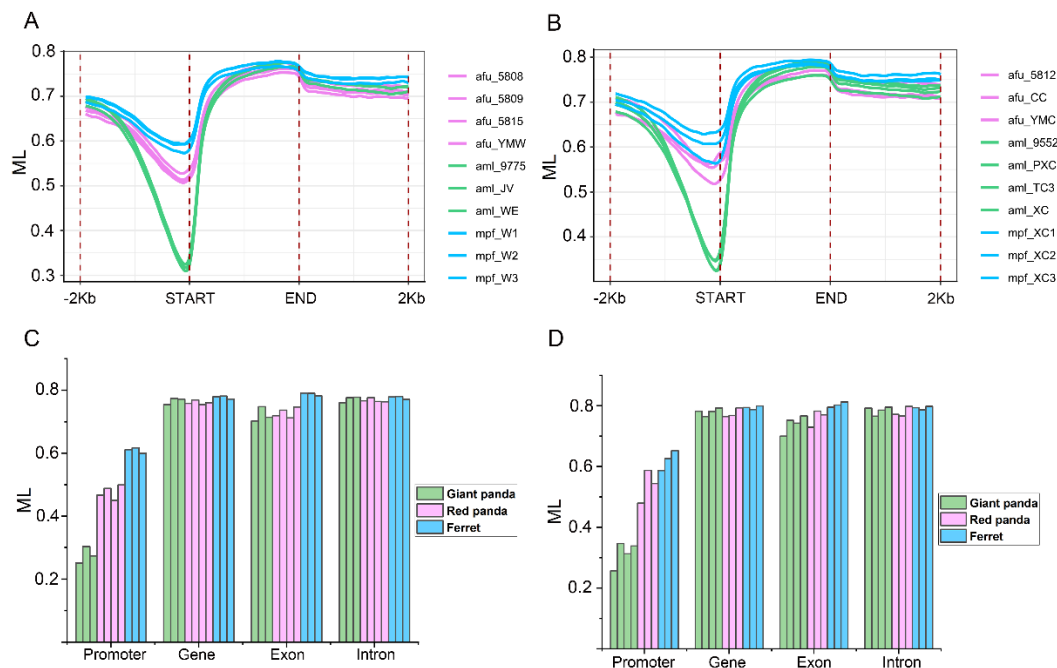 A
ML
0.8
0.7
0.6
0.5
0.4
0.3
-2Kb START END 2Kb
afu_5808
afu_5809
afu_5815
afu_YMW
aml_9775
aml_JV
aml_WE
mpf_W1
mpf_W2
mpf_W3
B
ML
0.8
0.7
0.6
0.5
0.4
-2Kb START END 2Kb
afu_5812
afu_CC
afu_YMC
aml_9552
aml_PXC
aml_TC3
aml_XC
mpf_XC1
mpf_XC2
mpf_XC3
C
ML
0.8
0.6
0.4
0.2
Promoter Gene Exon Intron
Giant panda
Red panda
Ferret
D
ML
0.8
0.6
0.4
0.2
Promoter Gene Exon Intron
Giant panda
Red panda
Ferret